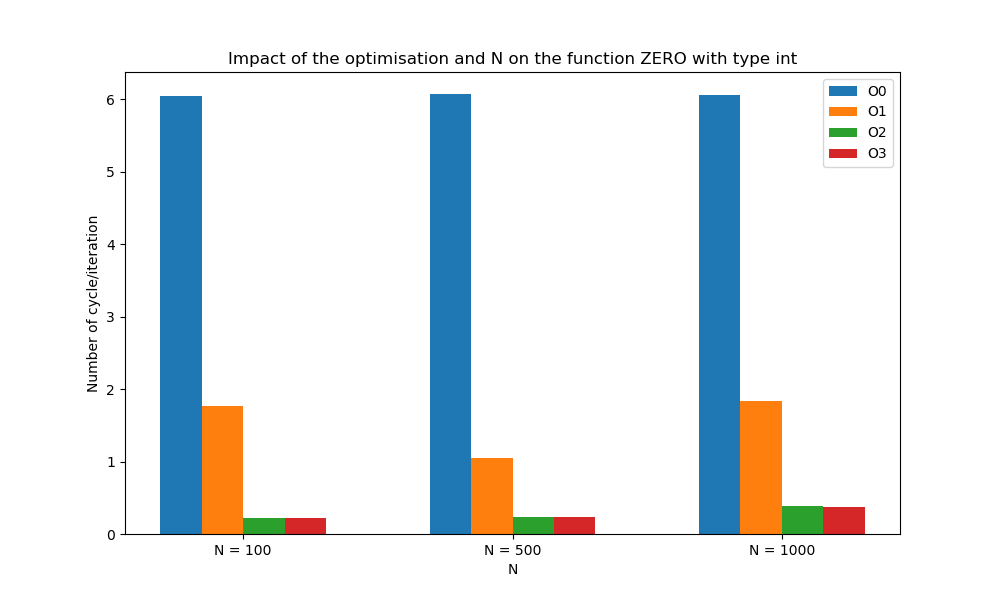 Impact of the optimisation and N on the function ZERO with type int
O0
O1
O2
O3
Number of cycle/iteration
6
5
4
3
2
1
0
N = 100
N = 500
N = 1000
N